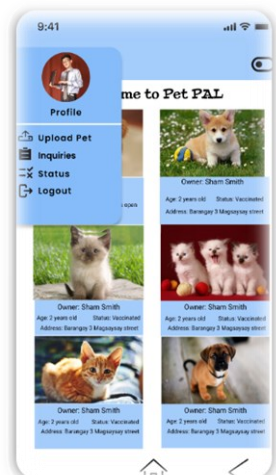 9:41
Profile
me to Pet PAL
Upload Pet
Inquiries
Status
Logout
open
Owner: Sham Smith
Age: 2 years old Status: Vaccinated
Address: Barangay 3 Magsaysay street
Owner: Sham Smith
Age: 2 years old Status: Vaccinated
Address: Barangay 3 Magsaysay street
Owner: Sham Smith
Age: 2 years old Status: Vaccinated
Address: Barangay 3 Magsaysay street
Owner: Sham Smith
Age: 2 years old Status: Vaccinated
Address: Barangay 3 Magsaysay street
Owner: Sham Smith
Age: 2 years old Status: Vaccinated
Address: Barangay 3 Magsaysay street